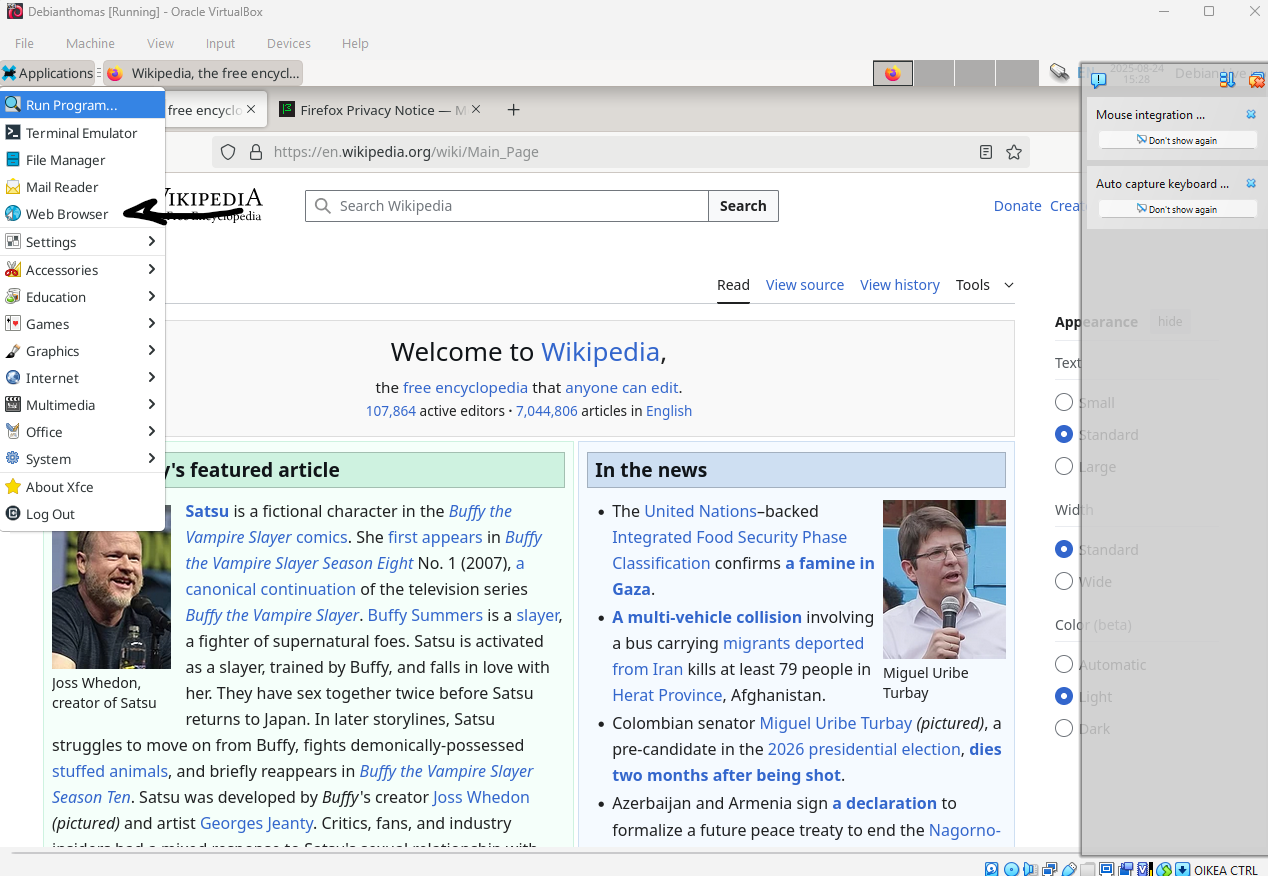 Debianthomas [Running] - Oracle VirtualBox
File Machine View Input Devices Help
Applications Wikipedia, the free encycl... EN 2025-08-24 15:28 Debian Live
Run Program...
Terminal Emulator
File Manager
Mail Reader
Web Browser
Settings
Accessories
Education
Games
Graphics
Internet
Multimedia
Office
System
About Xfce
Log Out
free encyclo Firefox Privacy Notice — M
https://en.wikipedia.org/wiki/Main_Page
WIKIPEDIA
Free Encyclopedia
Search Wikipedia Search
Donate Crea
Read View source View history Tools
Welcome to Wikipedia,
the free encyclopedia that anyone can edit.
107,864 active editors · 7,044,806 articles in English
y's featured article
Joss Whedon,
creator of Satsu
Satsu is a fictional character in the Buffy the
Vampire Slayer comics. She first appears in Buffy
the Vampire Slayer Season Eight No. 1 (2007), a
canonical continuation of the television series
Buffy the Vampire Slayer. Buffy Summers is a slayer,
a fighter of supernatural foes. Satsu is activated
as a slayer, trained by Buffy, and falls in love with
her. They have sex together twice before Satsu
returns to Japan. In later storylines, Satsu
struggles to move on from Buffy, fights demonically-possessed
stuffed animals, and briefly reappears in Buffy the Vampire Slayer
Season Ten. Satsu was developed by Buffy's creator Joss Whedon
(pictured) and artist Georges Jeanty. Critics, fans, and industry
insiders had a mixed response to Satsu's sexual relationship with
In the news
• The United Nations–backed
Integrated Food Security Phase
Classification confirms a famine in
Gaza.
• A multi-vehicle collision involving
a bus carrying migrants deported
from Iran kills at least 79 people in
Herat Province, Afghanistan.
Miguel Uribe
Turbay
• Colombian senator Miguel Uribe Turbay (pictured), a
pre-candidate in the 2026 presidential election, dies
two months after being shot.
• Azerbaijan and Armenia sign a declaration to
formalize a future peace treaty to end the Nagorno-
Appearance hide
Text
Small
Standard
Large
Width
Standard
Wide
Color (beta)
Automatic
Light
Dark
Mouse integration ...
Don't show again
Auto capture keyboard ...
Don't show again
OIKEA CTRL